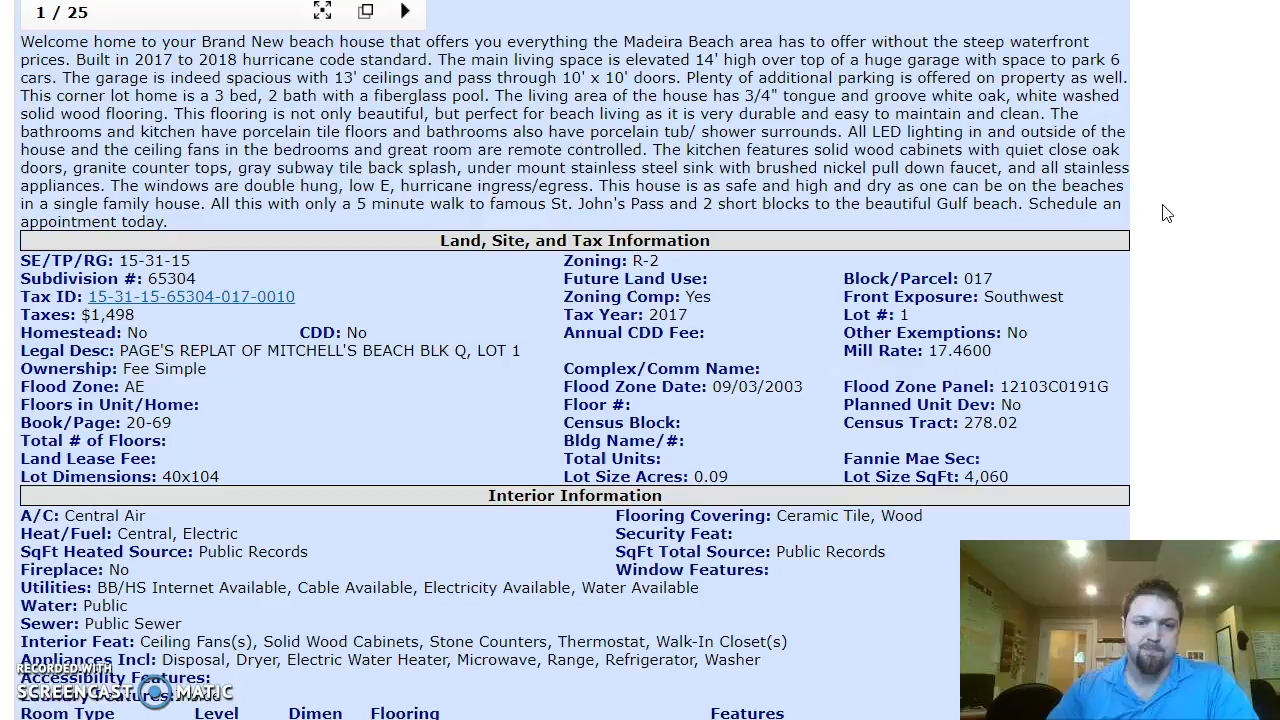 1 / 25
Welcome home to your Brand New beach house that offers you everything the Madeira Beach area has to offer without the steep waterfront
prices. Built in 2017 to 2018 hurricane code standard. The main living space is elevated 14' high over top of a huge garage with space to park 6
cars. The garage is indeed spacious with 13' ceilings and pass through 10' x 10' doors. Plenty of additional parking is offered on property as well.
This corner lot home is a 3 bed, 2 bath with a fiberglass pool. The living area of the house has 3/4" tongue and groove white oak, white washed
solid wood flooring. This flooring is not only beautiful, but perfect for beach living as it is very durable and easy to maintain and clean. The
bathrooms and kitchen have porcelain tile floors and bathrooms also have porcelain tub/ shower surrounds. All LED lighting in and outside of the
house and the ceiling fans in the bedrooms and great room are remote controlled. The kitchen features solid wood cabinets with quiet close oak
doors, granite counter tops, gray subway tile back splash, under mount stainless steel sink with brushed nickel pull down faucet, and all stainless
appliances. The windows are double hung, low E, hurricane ingress/egress. This house is as safe and high and dry as one can be on the beaches
in a single family house. All this with only a 5 minute walk to famous St. John's Pass and 2 short blocks to the beautiful Gulf beach. Schedule an
appointment today.
Land, Site, and Tax Information
SE/TP/RG: 15-31-15 Zoning: R-2
Subdivision #: 65304 Future Land Use: Block/Parcel: 017
Tax ID: 15-31-15-65304-017-0010 Zoning Comp: Yes Front Exposure: Southwest
Taxes: $1,498 Tax Year: 2017 Lot #: 1
Homestead: No CDD: No Annual CDD Fee: Other Exemptions: No
Legal Desc: PAGE'S REPLAT OF MITCHELL'S BEACH BLK Q, LOT 1 Mill Rate: 17.4600
Ownership: Fee Simple Complex/Comm Name:
Flood Zone: AE Flood Zone Date: 09/03/2003 Flood Zone Panel: 12103C0191G
Floors in Unit/Home: Floor #: Planned Unit Dev: No
Book/Page: 20-69 Census Block: Census Tract: 278.02
Total # of Floors: Bldg Name/#:
Land Lease Fee: Total Units: Fannie Mae Sec:
Lot Dimensions: 40x104 Lot Size Acres: 0.09 Lot Size SqFt: 4,060
Interior Information
A/C: Central Air Flooring Covering: Ceramic Tile, Wood
Heat/Fuel: Central, Electric Security Feat:
SqFt Heated Source: Public Records SqFt Total Source: Public Records
Fireplace: No Window Features:
Utilities: BB/HS Internet Available, Cable Available, Electricity Available, Water Available
Water: Public
Sewer: Public Sewer
Interior Feat: Ceiling Fans(s), Solid Wood Cabinets, Stone Counters, Thermostat, Walk-In Closet(s)
Appliances Incl: Disposal, Dryer, Electric Water Heater, Microwave, Range, Refrigerator, Washer
RECORDED WITH
Accessibility Features:
SCREENCAST MATIC
Features:
Room Type Level Dimen Flooring Features